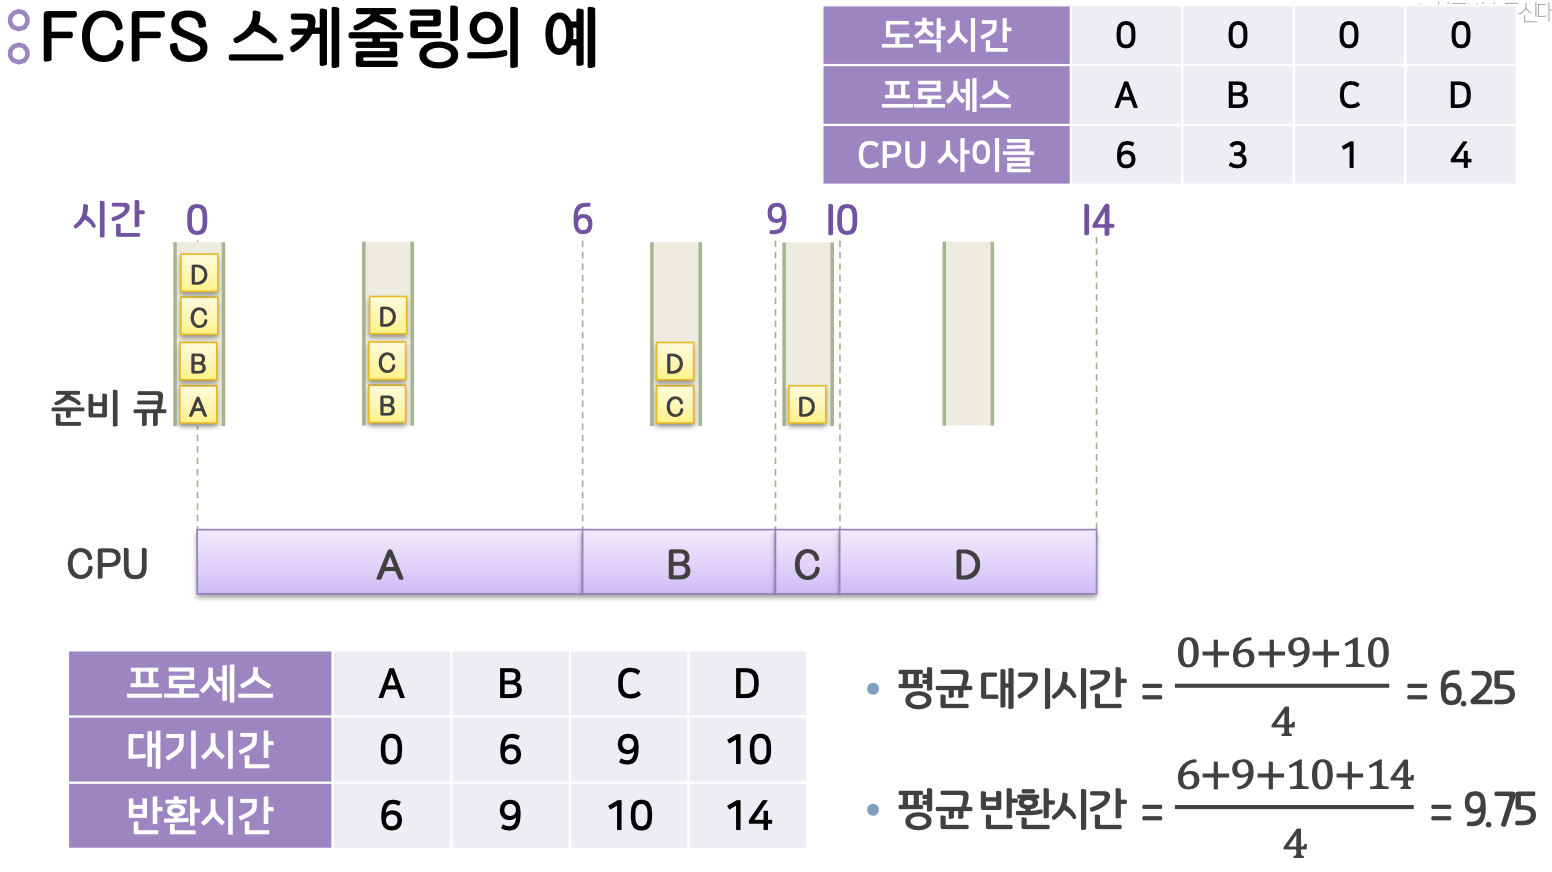 FCFS 스케줄링의 예
도착시간 0 0 0 0
프로세스 A B C D
CPU 사이클 6 3 1 4
시간 0 6 9 10 14
D
C
B
A
D
C
B
D
C
D
준비 큐
CPU A B C D
프로세스 A B C D
대기시간 0 6 9 10
반환시간 6 9 10 14
• 평균 대기시간 = (0+6+9+10)/4 = 6.25
• 평균 반환시간 = (6+9+10+14)/4 = 9.75